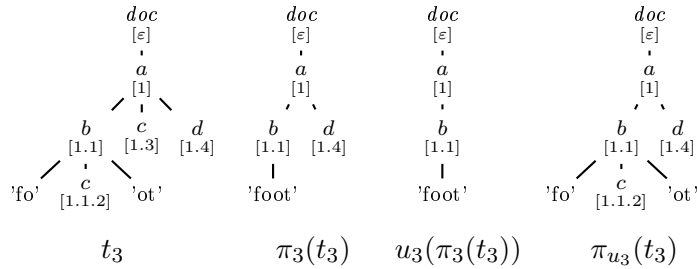 doc doc doc doc
[ε] [ε] [ε] [ε]
a a a a
[1] [1] [1] [1]
b c d b d b b d
[1.1] [1.3] [1.4] [1.1] [1.4] [1.1] [1.1] [1.4]
'fo' c 'ot' 'foot' 'foot' 'fo' c 'ot'
[1.1.2] [1.1.2]
t₃ π₃(t₃) u₃(π₃(t₃)) π_{u₃}(t₃)